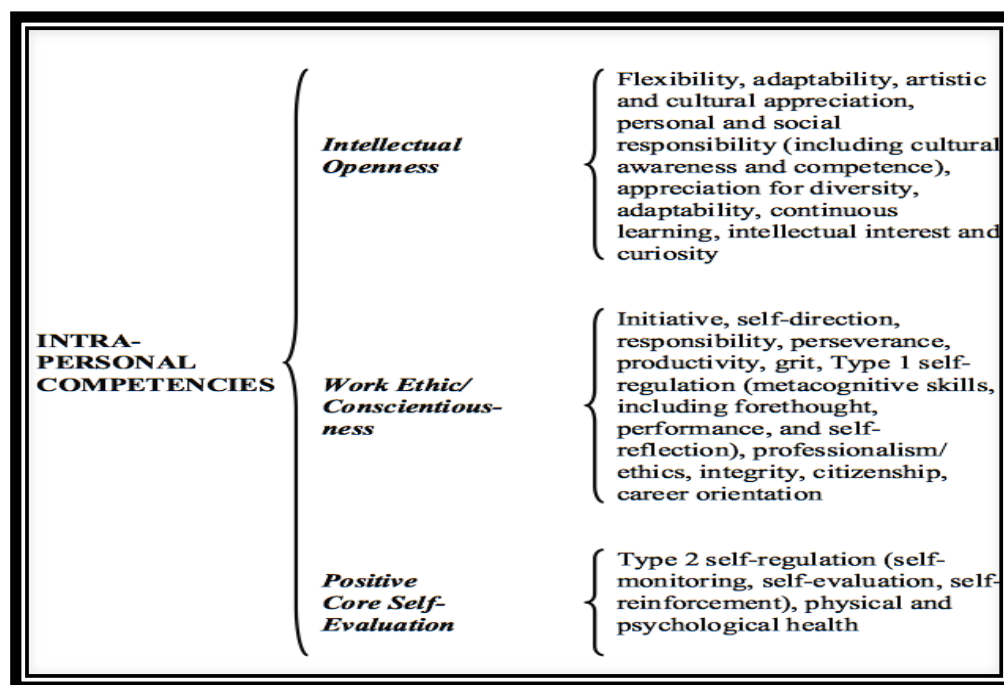 Flexibility, adaptability, artistic
and cultural appreciation,
personal and social
responsibility (including cultural
awareness and competence),
appreciation for diversity,
adaptability, continuous
learning, intellectual interest and
curiosity
Intellectual
Openness
INTRA-
PERSONAL
COMPETENCIES
Initiative, self-direction,
responsibility, perseverance,
productivity, grit, Type 1 self-
regulation (metacognitive skills,
including forethought,
performance, and self-
reflection), professionalism/
ethics, integrity, citizenship,
career orientation
Work Ethic/
Conscientious-
ness
Type 2 self-regulation (self-
monitoring, self-evaluation, self-
reinforcement), physical and
psychological health
Positive
Core Self-
Evaluation